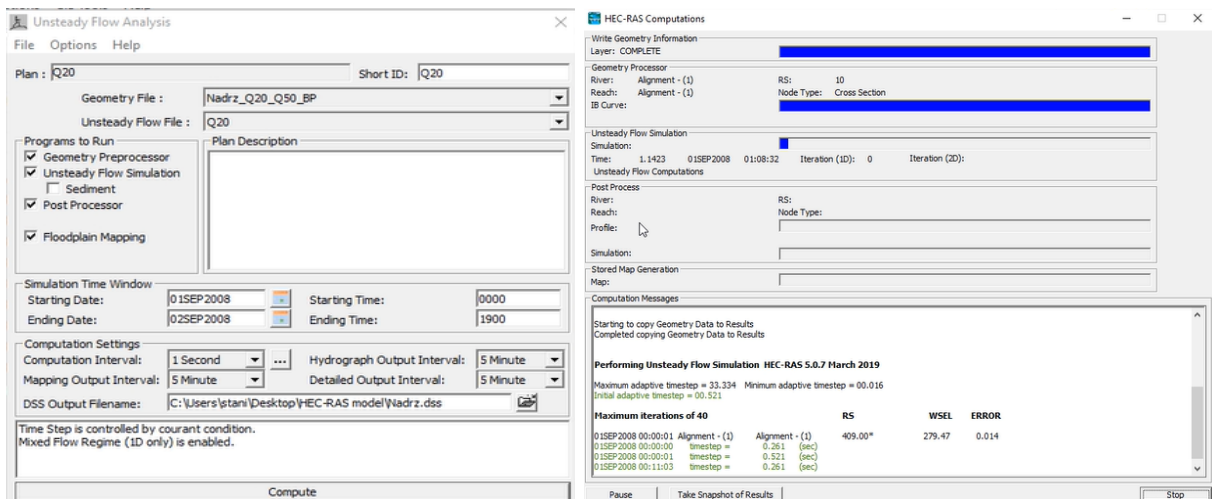 Unsteady Flow Analysis
File Options Help
Plan : Q20 Short ID: Q20
Geometry File : Nadrz_Q20_Q50_BP
Unsteady Flow File : Q20
Programs to Run
Geometry Preprocessor
Unsteady Flow Simulation
Sediment
Post Processor
Floodplain Mapping
Plan Description
Simulation Time Window
Starting Date: 01SEP2008 Starting Time: 0000
Ending Date: 02SEP2008 Ending Time: 1900
Computation Settings
Computation Interval: 1 Second ... Hydrograph Output Interval: 5 Minute
Mapping Output Interval: 5 Minute Detailed Output Interval: 5 Minute
DSS Output Filename: C:\Users\stani\Desktop\HEC-RAS model\Nadrz.dss
Time Step is controlled by courant condition.
Mixed Flow Regime (1D only) is enabled.
Compute
HEC-RAS Computations
Write Geometry Information
Layer: COMPLETE
Geometry Processor
River: Alignment - (1) RS: 10
Reach: Alignment - (1) Node Type: Cross Section
IB Curve:
Unsteady Flow Simulation
Simulation:
Time: 1.1423 01SEP2008 01:08:32 Iteration (1D): 0 Iteration (2D):
Unsteady Flow Computations
Post Process
River: RS:
Reach: Node Type:
Profile:
Simulation:
Stored Map Generation
Map:
Computation Messages
Starting to copy Geometry Data to Results
Completed copying Geometry Data to Results
Performing Unsteady Flow Simulation HEC-RAS 5.0.7 March 2019
Maximum adaptive timestep = 33.334 Minimum adaptive timestep = 00.016
Initial adaptive timestep = 00.521
Maximum iterations of 40 RS WSEL ERROR
01SEP2008 00:00:01 Alignment - (1) Alignment - (1) 409.00* 279.47 0.014
01SEP2008 00:00:00 timestep = 0.261 (sec)
01SEP2008 00:00:01 timestep = 0.521 (sec)
01SEP2008 00:11:03 timestep = 0.261 (sec)
Pause Take Snapshot of Results Stop